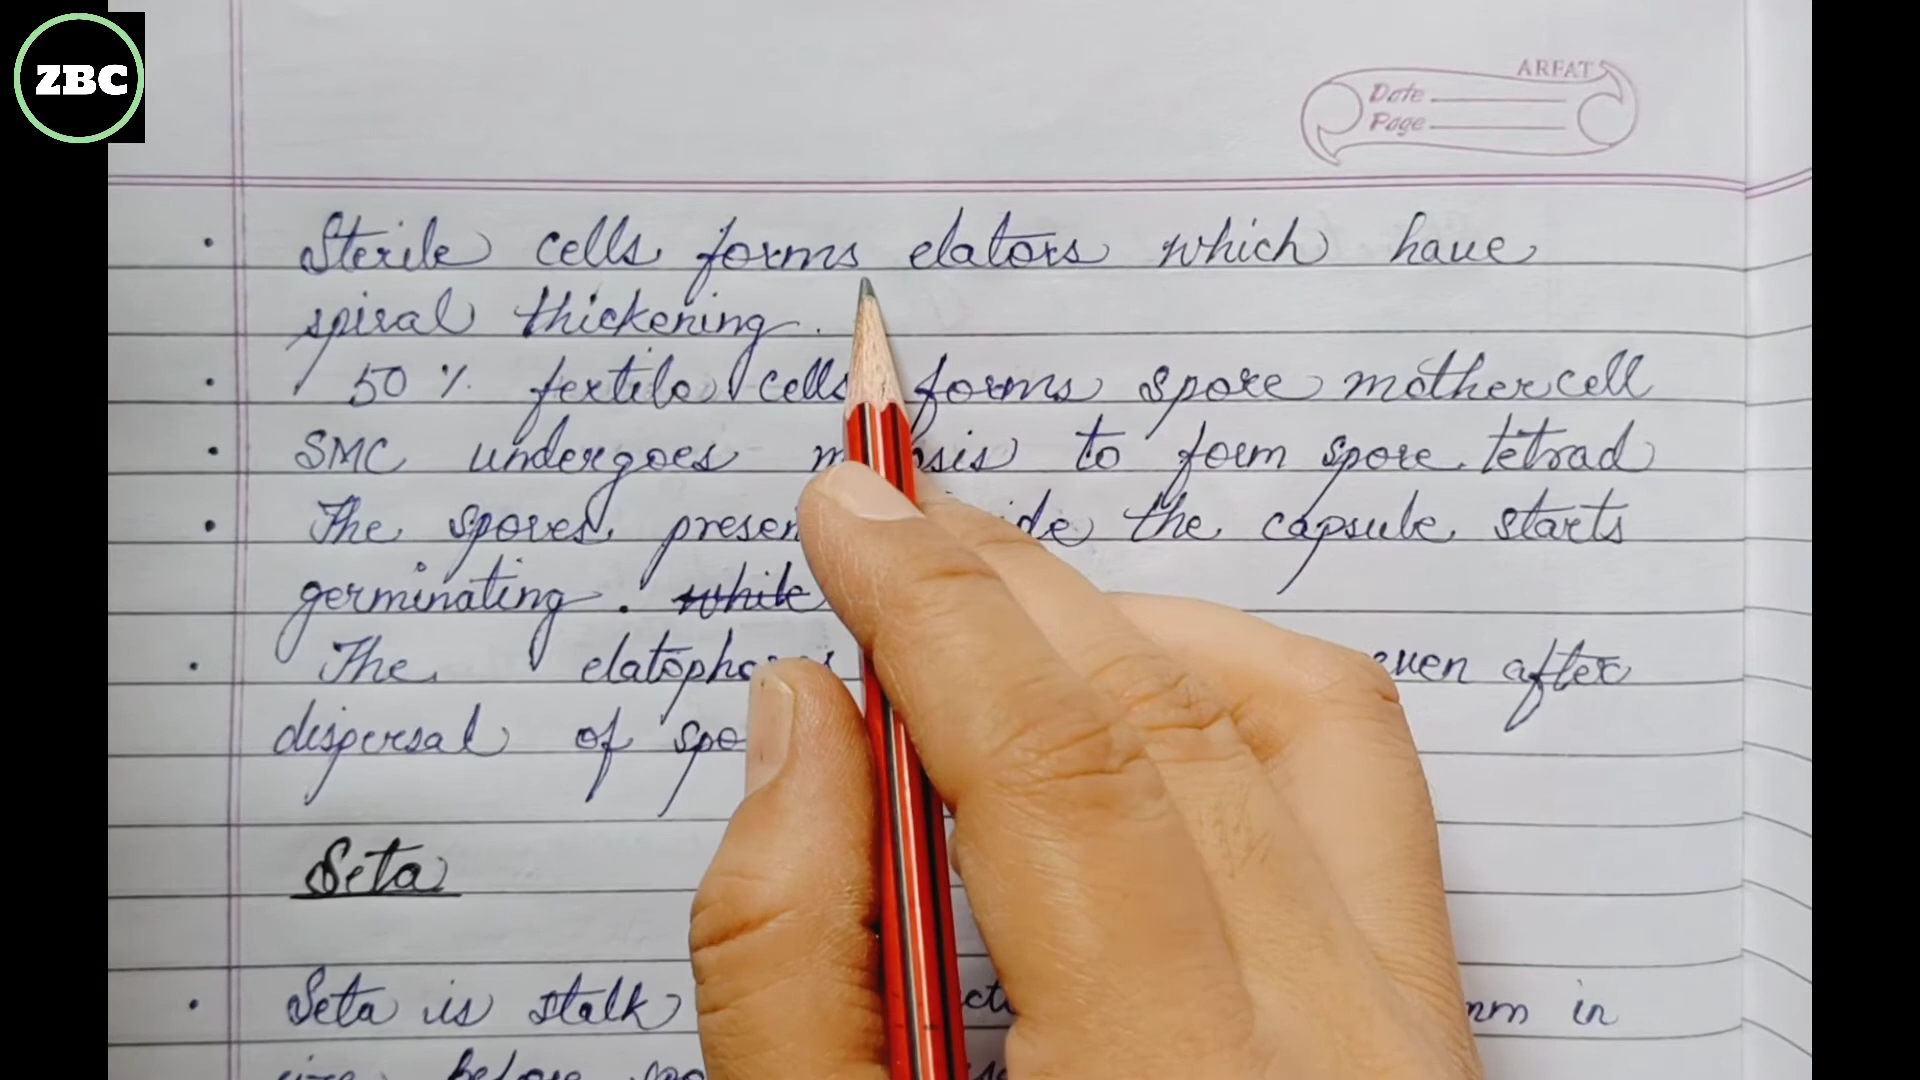 ZBC
ARFAT
Date
Page
Sterile cells forms elators which have
spiral thickening.
50% fertile cells forms spore mothercell
SMC undergoes to form spore tetrad
The spores the capsule starts
germinating. while
The even after
dispersal of
Seta
Seta is stalk in
before